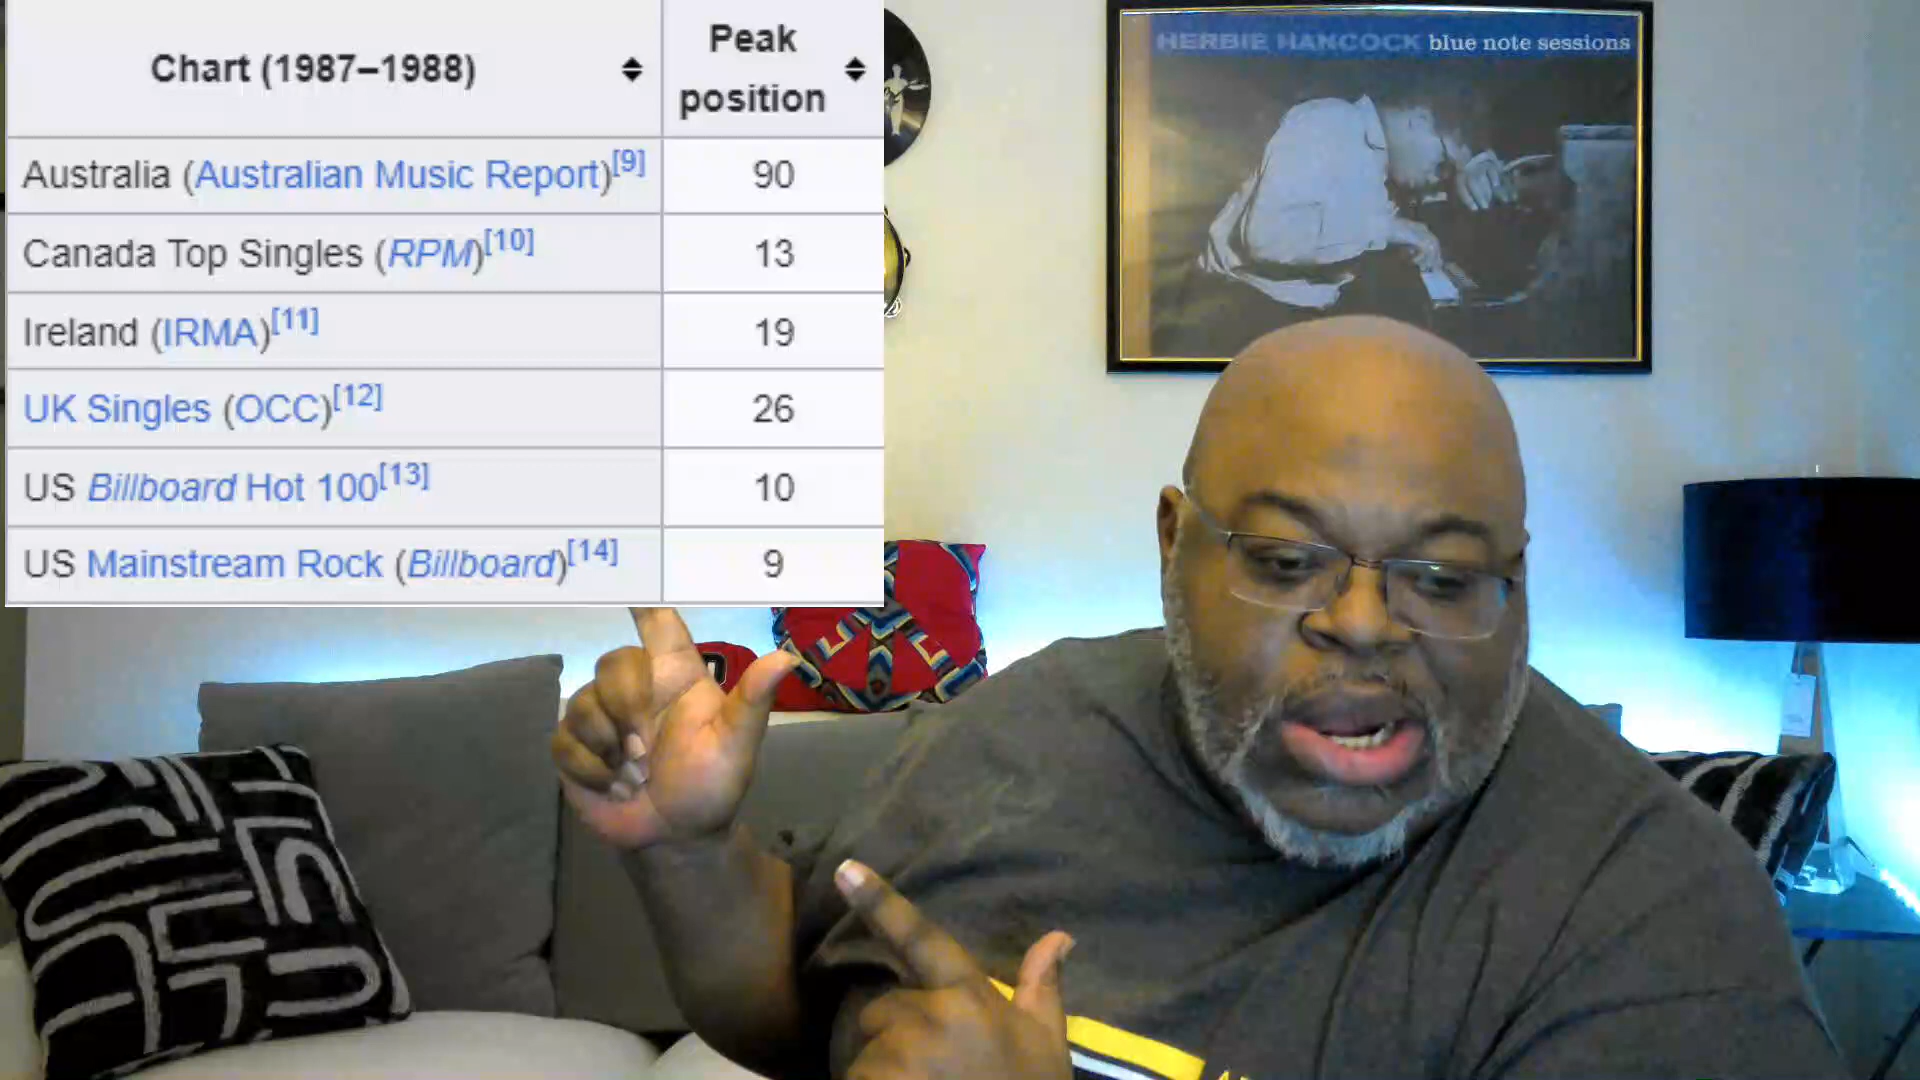 Chart (1987–1988)
Peak
position
Australia (Australian Music Report)[9]
90
Canada Top Singles (RPM)[10]
13
Ireland (IRMA)[11]
19
UK Singles (OCC)[12]
26
US Billboard Hot 100[13]
10
US Mainstream Rock (Billboard)[14]
9
HERBIE HANCOCK blue note sessions